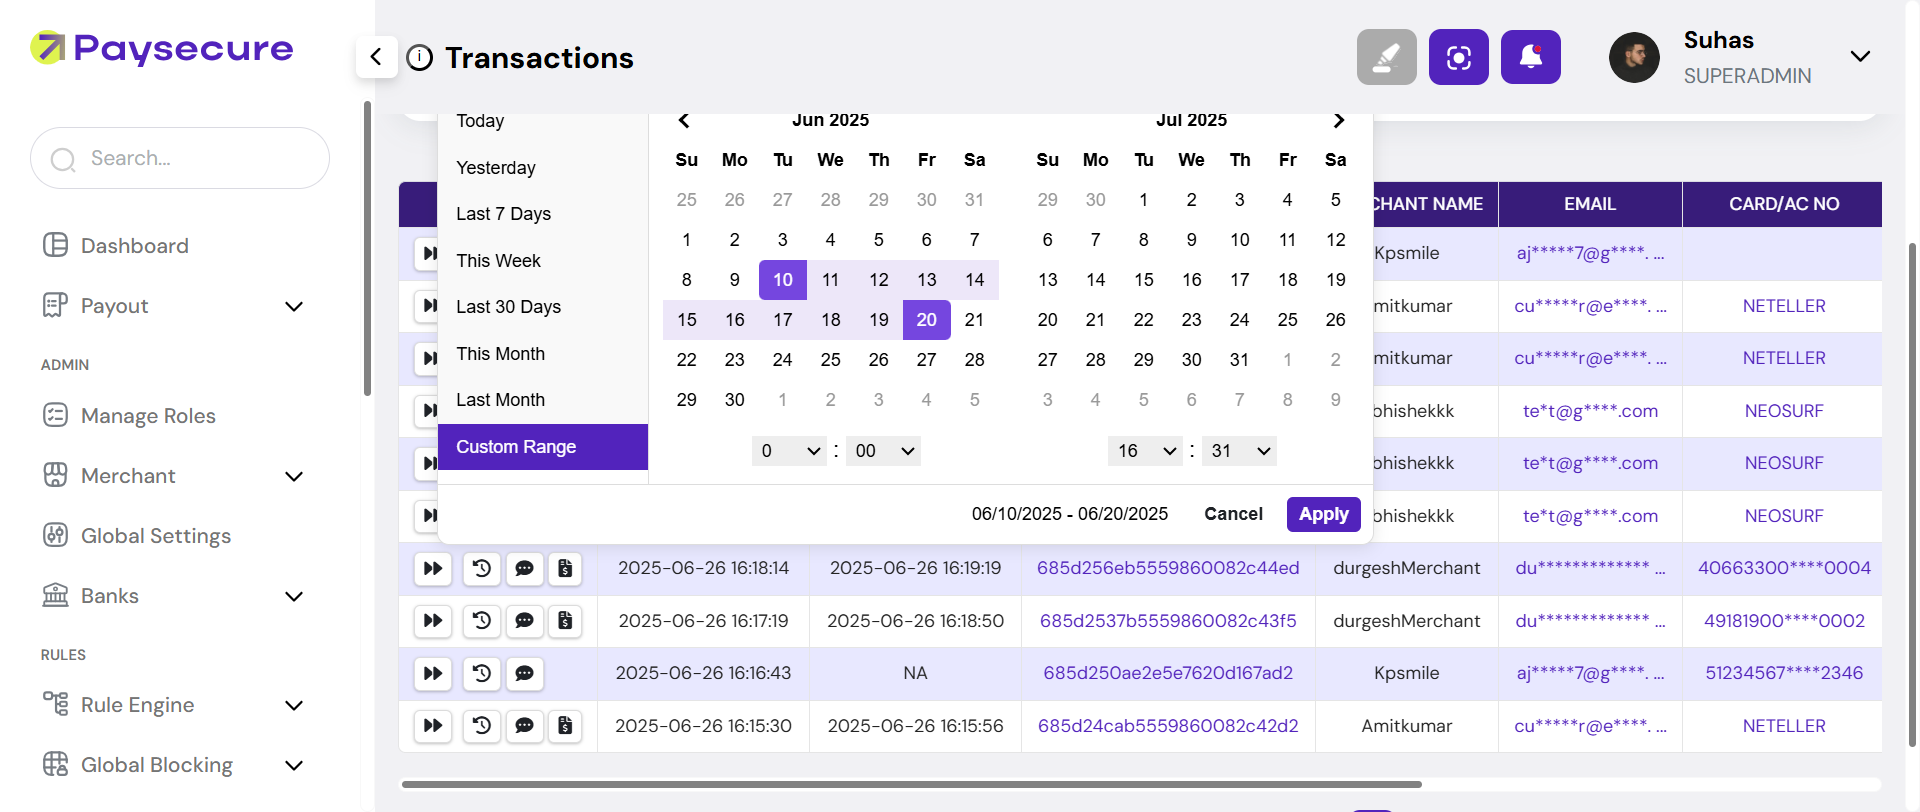 Paysecure
Transactions
Suhas
SUPERADMIN
Search...
Dashboard
Payout
ADMIN
Manage Roles
Merchant
Global Settings
Banks
RULES
Rule Engine
Global Blocking
Today
Yesterday
Last 7 Days
This Week
Last 30 Days
This Month
Last Month
Custom Range
Jun 2025
Su Mo Tu We Th Fr Sa
25 26 27 28 29 30 31
1 2 3 4 5 6 7
8 9 10 11 12 13 14
15 16 17 18 19 20 21
22 23 24 25 26 27 28
29 30 1 2 3 4 5
0 : 00
Jul 2025
Su Mo Tu We Th Fr Sa
29 30 1 2 3 4 5
6 7 8 9 10 11 12
13 14 15 16 17 18 19
20 21 22 23 24 25 26
27 28 29 30 31 1 2
3 4 5 6 7 8 9
16 : 31
06/10/2025 - 06/20/2025 Cancel Apply
CHANT NAME EMAIL CARD/AC NO
Kpsmile aj*****7@g****. ...
mitkumar cu*****r@e****. ... NETELLER
mitkumar cu*****r@e****. ... NETELLER
bhishekkk te*t@g****.com NEOSURF
bhishekkk te*t@g****.com NEOSURF
bhishekkk te*t@g****.com NEOSURF
2025-06-26 16:18:14 2025-06-26 16:19:19 685d256eb5559860082c44ed durgeshMerchant du************* ... 40663300****0004
2025-06-26 16:17:19 2025-06-26 16:18:50 685d2537b5559860082c43f5 durgeshMerchant du************* ... 49181900****0002
2025-06-26 16:16:43 NA 685d250ae2e5e7620d167ad2 Kpsmile aj*****7@g****. ... 51234567****2346
2025-06-26 16:15:30 2025-06-26 16:15:56 685d24cab5559860082c42d2 Amitkumar cu*****r@e****. ... NETELLER